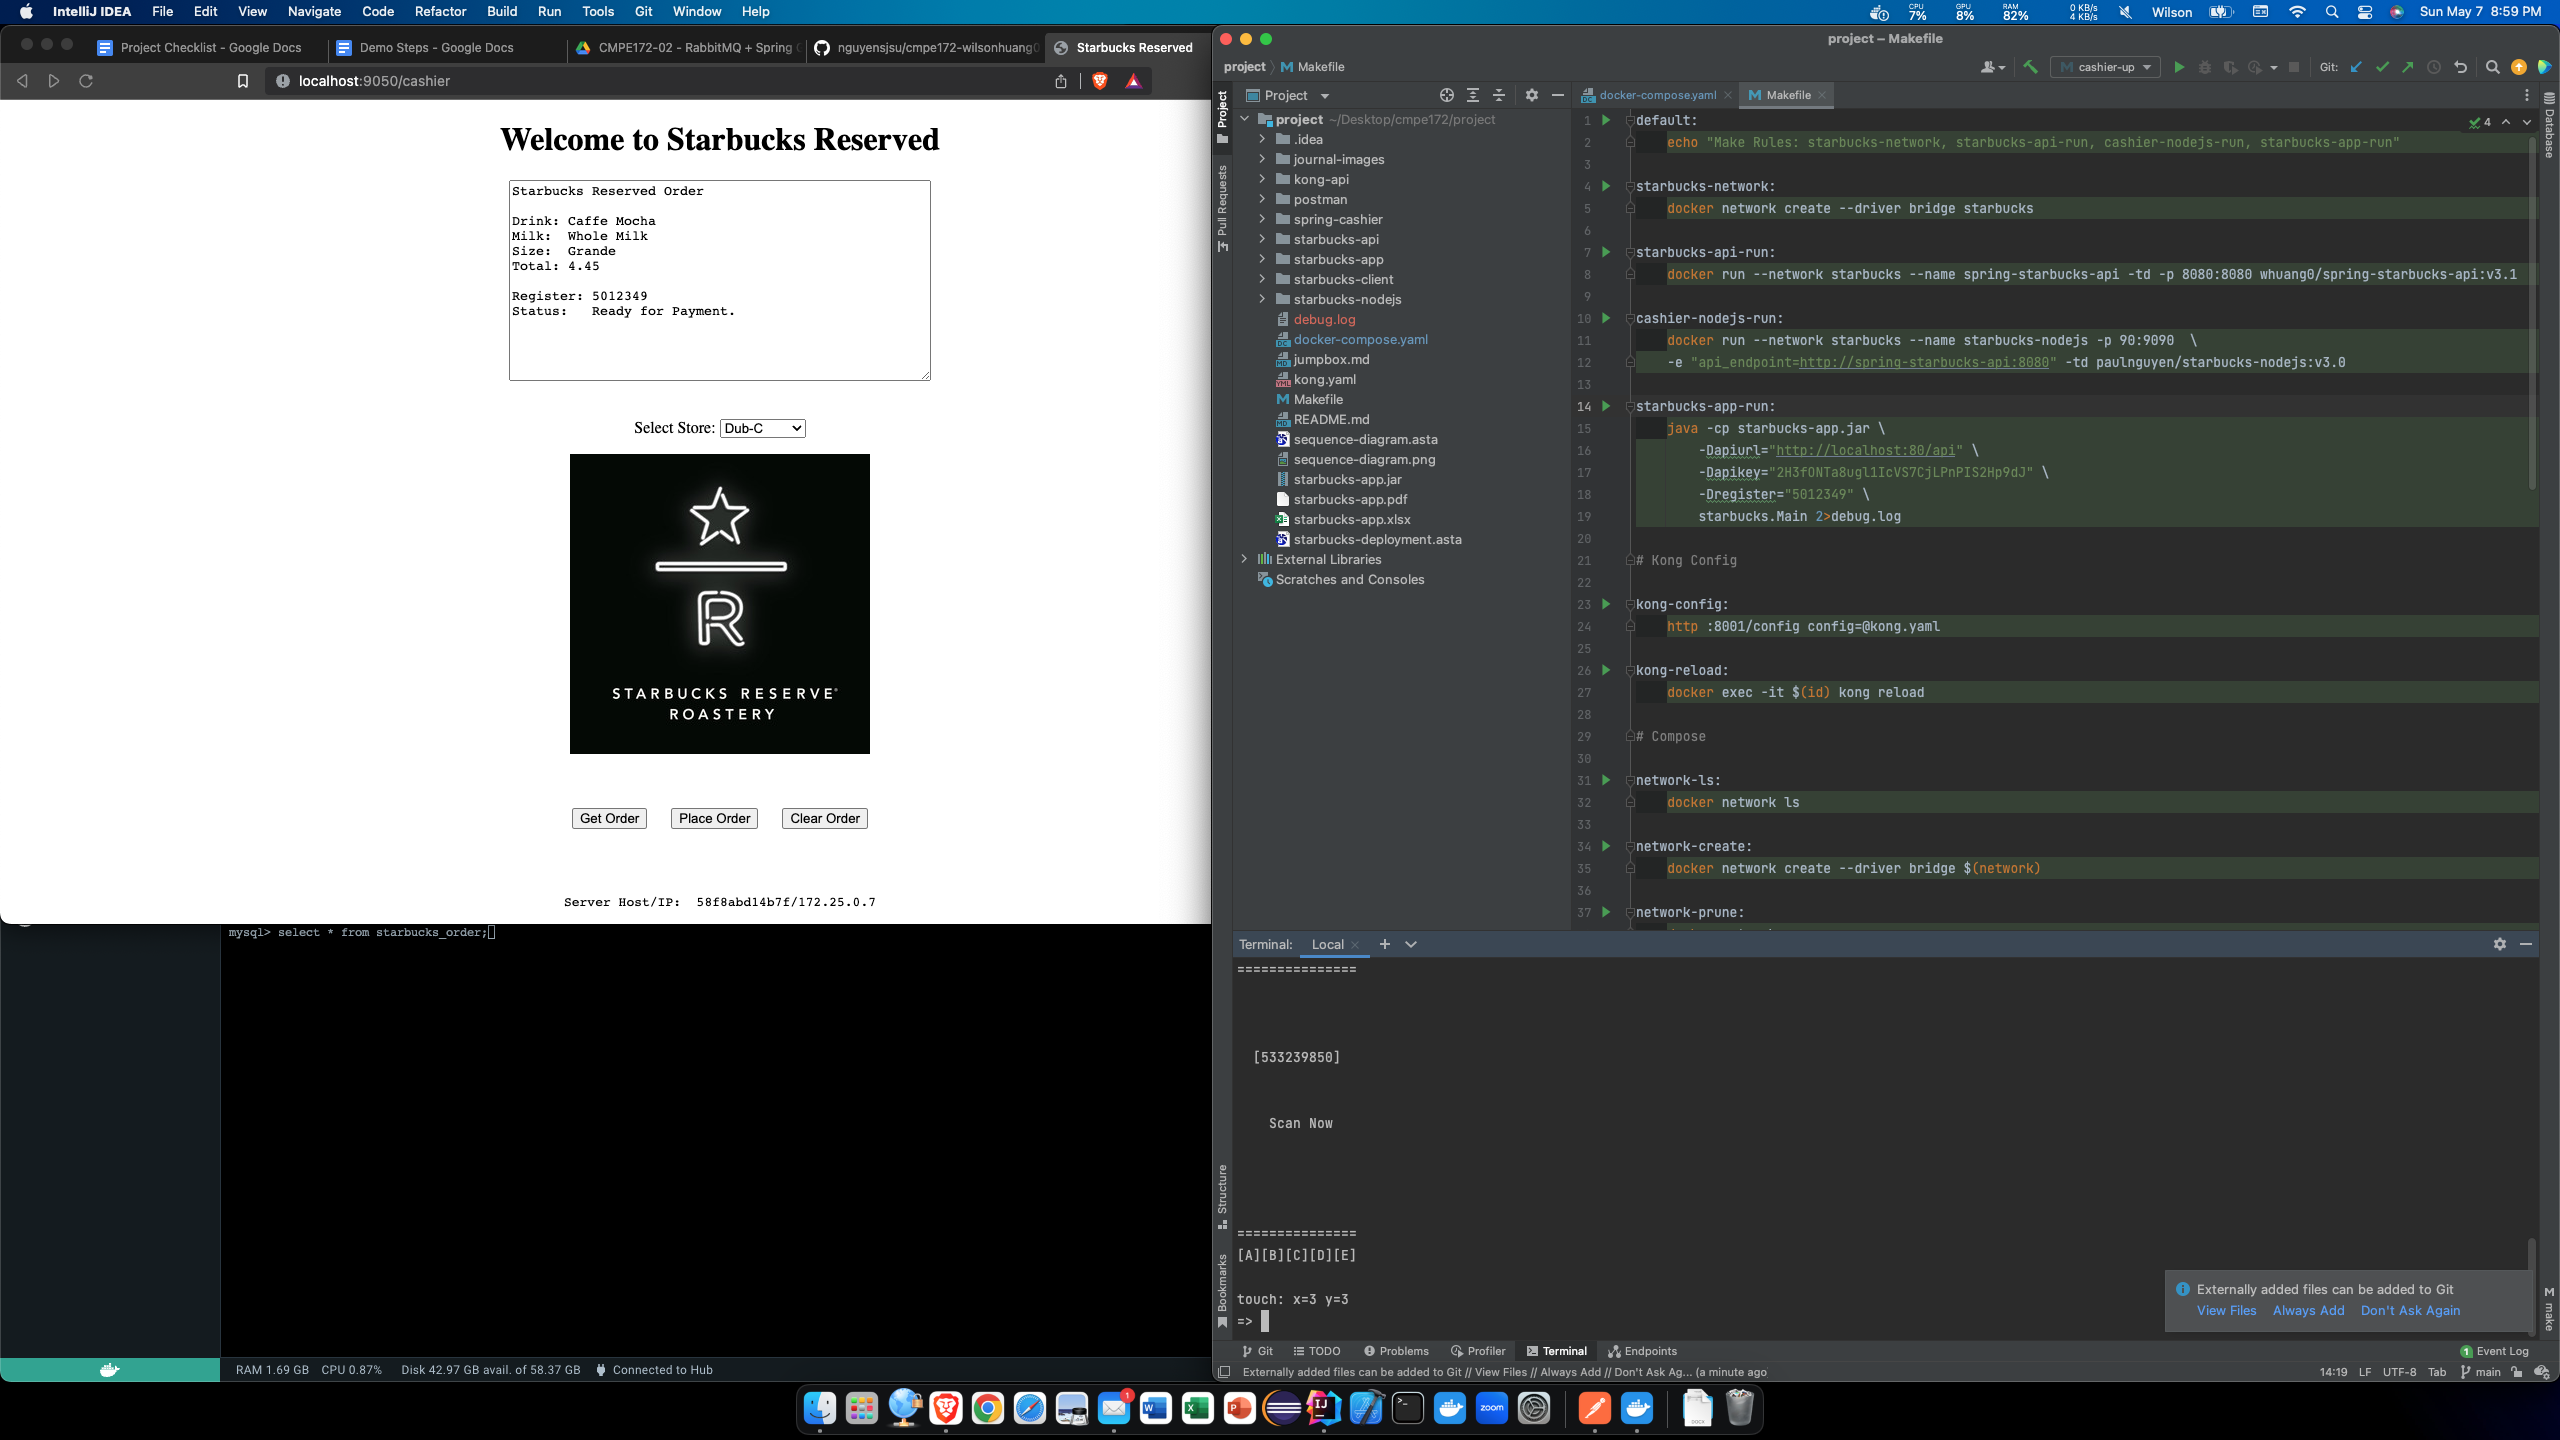 IntelliJ IDEA File Edit View Navigate Code Refactor Build Run Tools Git Window Help
CPU 7% GPU 8% RAM 82% 0 KB/s 4 KB/s Wilson Sun May 7 8:59 PM
Project Checklist - Google Docs
Demo Steps - Google Docs
CMPE172-02 - RabbitMQ + Spring
nguyensjsu/cmpe172-wilsonhuang0
Starbucks Reserved
localhost:9050/cashier
Welcome to Starbucks Reserved
Starbucks Reserved Order
Drink: Caffe Mocha
Milk:  Whole Milk
Size:  Grande
Total: 4.45
Register: 5012349
Status:   Ready for Payment.
Select Store: Dub-C
R
STARBUCKS RESERVE
ROASTERY
Get Order Place Order Clear Order
Server Host/IP:  58f8abd14b7f/172.25.0.7
mysql> select * from starbucks_order;
RAM 1.69 GB CPU 0.87% Disk 42.97 GB avail. of 58.37 GB Connected to Hub
project – Makefile
project Makefile
cashier-up
Git:
Project
docker-compose.yaml
Makefile
Project
Pull Requests
Structure
Bookmarks
Database
make
project ~/Desktop/cmpe172/project
.idea
journal-images
kong-api
postman
spring-cashier
starbucks-api
starbucks-app
starbucks-client
starbucks-nodejs
debug.log
docker-compose.yaml
jumpbox.md
kong.yaml
Makefile
README.md
sequence-diagram.asta
sequence-diagram.png
starbucks-app.jar
starbucks-app.pdf
starbucks-app.xlsx
starbucks-deployment.asta
External Libraries
Scratches and Consoles
4
1 default:
2 echo "Make Rules: starbucks-network, starbucks-api-run, cashier-nodejs-run, starbucks-app-run"
3
4 starbucks-network:
5 docker network create --driver bridge starbucks
6
7 starbucks-api-run:
8 docker run --network starbucks --name spring-starbucks-api -td -p 8080:8080 whuang0/spring-starbucks-api:v3.1
9
10 cashier-nodejs-run:
11 docker run --network starbucks --name starbucks-nodejs -p 90:9090  \
12 -e "api_endpoint=http://spring-starbucks-api:8080" -td paulnguyen/starbucks-nodejs:v3.0
13
14 starbucks-app-run:
15 java -cp starbucks-app.jar \
16 -Dapiurl="http://localhost:80/api" \
17 -Dapikey="2H3fONTa8ugl1IcVS7CjLPnPIS2Hp9dJ" \
18 -Dregister="5012349" \
19 starbucks.Main 2>debug.log
20
21 # Kong Config
22
23 kong-config:
24 http :8001/config config=@kong.yaml
25
26 kong-reload:
27 docker exec -it $(id) kong reload
28
29 # Compose
30
31 network-ls:
32 docker network ls
33
34 network-create:
35 docker network create --driver bridge $(network)
36
37 network-prune:
Terminal: Local
===============
[533239850]
Scan Now
===============
[A][B][C][D][E]
touch: x=3 y=3
=>
Externally added files can be added to Git
View Files Always Add Don't Ask Again
Git TODO Problems Profiler Terminal Endpoints 1 Event Log
Externally added files can be added to Git // View Files // Always Add // Don't Ask Ag... (a minute ago
14:19 LF UTF-8 Tab main
1
zoom
DOCX